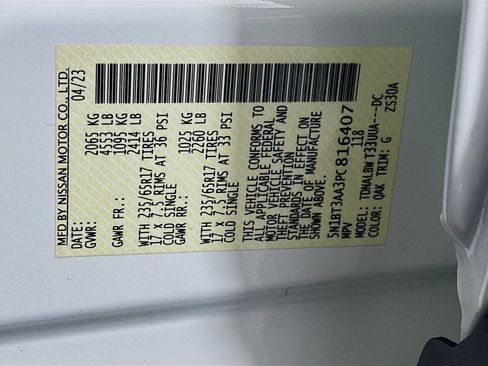 MFD BY NISSAN MOTOR CO., LTD.
DATE: 04/23
GVWR: 2065 KG
4553 LB
GAWR FR.: 1095 KG
2414 LB
WITH 235/65R17 TIRES
17 X 7.5 RIMS AT 36 PSI
COLD SINGLE
GAWR RR.: 1025 KG
2260 LB
WITH 235/65R17 TIRES
17 X 7.5 RIMS AT 33 PSI
COLD SINGLE
THIS VEHICLE CONFORMS TO
ALL APPLICABLE FEDERAL
MOTOR VEHICLE SAFETY AND
THEFT PREVENTION
STANDARDS IN EFFECT ON
THE DATE OF MANUFACTURE
SHOWN ABOVE.
5N1BT3AA3PC816407
MPV 118
MODEL: TDNALBW T33UUA---DC
COLOR: QAK TRIM: G ZS30A